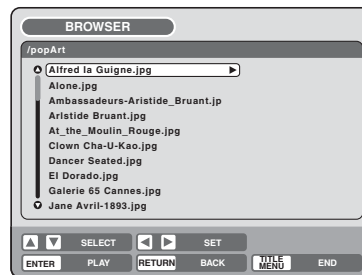 BROWSER
/popArt
Alfred la Guigne.jpg
Alone.jpg
Ambassadeurs-Aristide_Bruant.jp
Arlstide Bruant.jpg
At_the_Moulin_Rouge.jpg
Clown Cha-U-Kao.jpg
Dancer Seated.jpg
El Dorado.jpg
Galerie 65 Cannes.jpg
Jane Avril-1893.jpg
SELECT SET
ENTER PLAY RETURN BACK TITLE MENU END